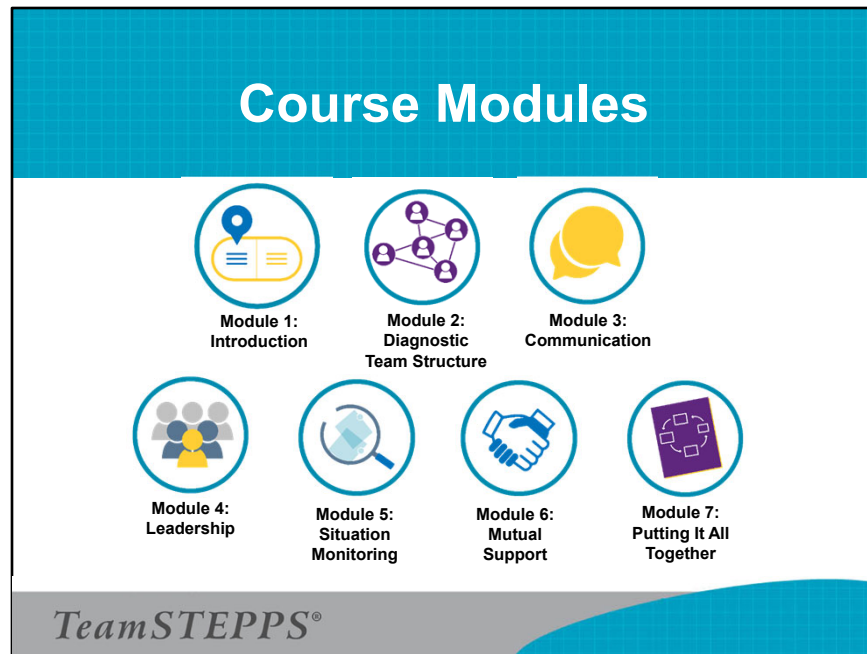 Course Modules
Module 1:
Introduction
Module 2:
Diagnostic
Team Structure
Module 3:
Communication
Module 4:
Leadership
Module 5:
Situation
Monitoring
Module 6:
Mutual
Support
Module 7:
Putting It All
Together
TeamSTEPPS®